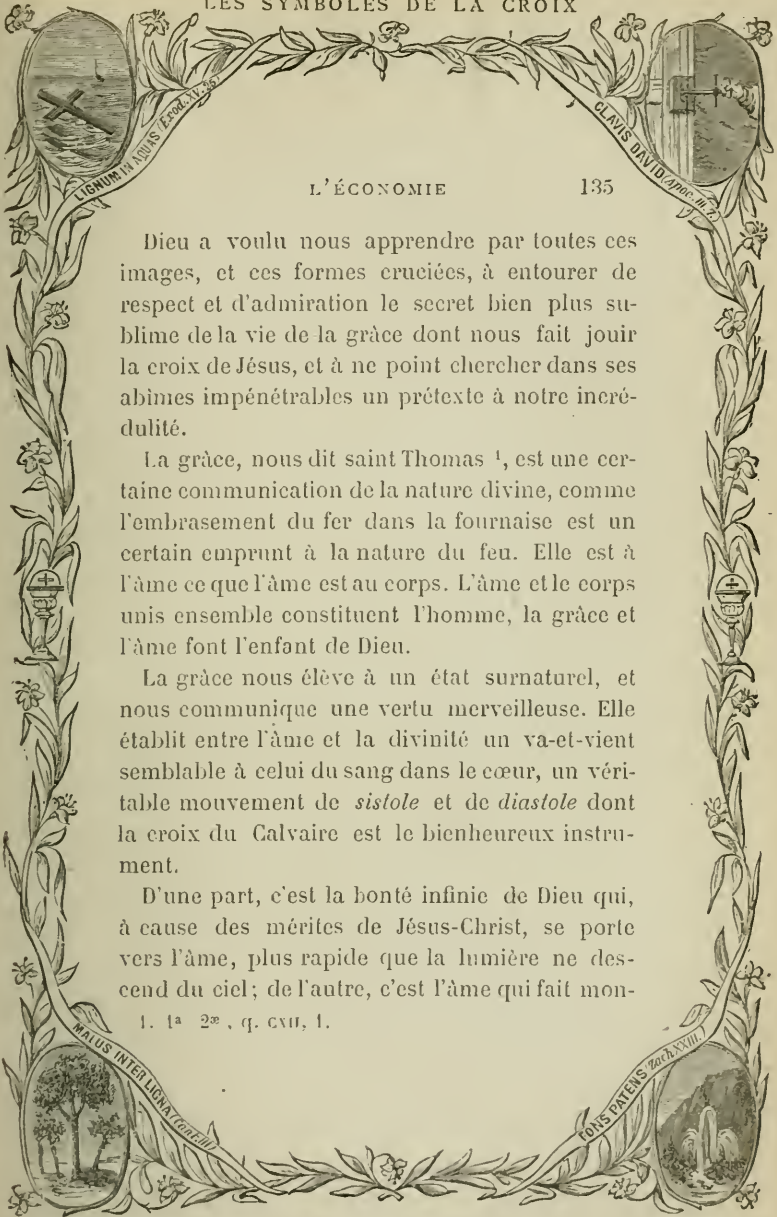 LES SYMBOLES DE LA CROIX
LIGNUM IN AQUAS (Exod. XV. 25)
CLAVIS DAVID (Apoc. III. 7.)
L'ÉCONOMIE 135
Dieu a voulu nous apprendre par toutes ces
images, et ces formes cruciées, à entourer de
respect et d'admiration le secret bien plus su-
blime de la vie de la grâce dont nous fait jouir
la croix de Jésus, et à ne point chercher dans ses
abîmes impénétrables un prétexte à notre incré-
dulité.
La grâce, nous dit saint Thomas ¹, est une cer-
taine communication de la nature divine, comme
l'embrasement du fer dans la fournaise est un
certain emprunt à la nature du feu. Elle est à
l'âme ce que l'âme est au corps. L'âme et le corps
unis ensemble constituent l'homme, la grâce et
l'âme font l'enfant de Dieu.
La grâce nous élève à un état surnaturel, et
nous communique une vertu merveilleuse. Elle
établit entre l'âme et la divinité un va-et-vient
semblable à celui du sang dans le cœur, un véri-
table mouvement de sistole et de diastole dont
la croix du Calvaire est le bienheureux instru-
ment.
D'une part, c'est la bonté infinie de Dieu qui,
à cause des mérites de Jésus-Christ, se porte
vers l'âme, plus rapide que la lumière ne des-
cend du ciel; de l'autre, c'est l'âme qui fait mon-
1. 1ª 2æ, q. CXII, 1.
MALUS INTER LIGNA (Cant. II.)
FONS PATENS (Zach XXIII.)